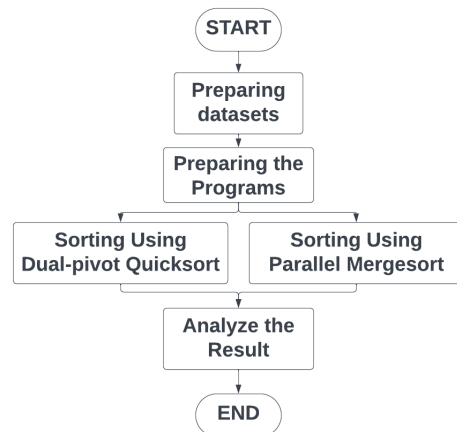 START
Preparing
datasets
Preparing the
Programs
Sorting Using
Dual-pivot Quicksort
Sorting Using
Parallel Mergesort
Analyze the
Result
END